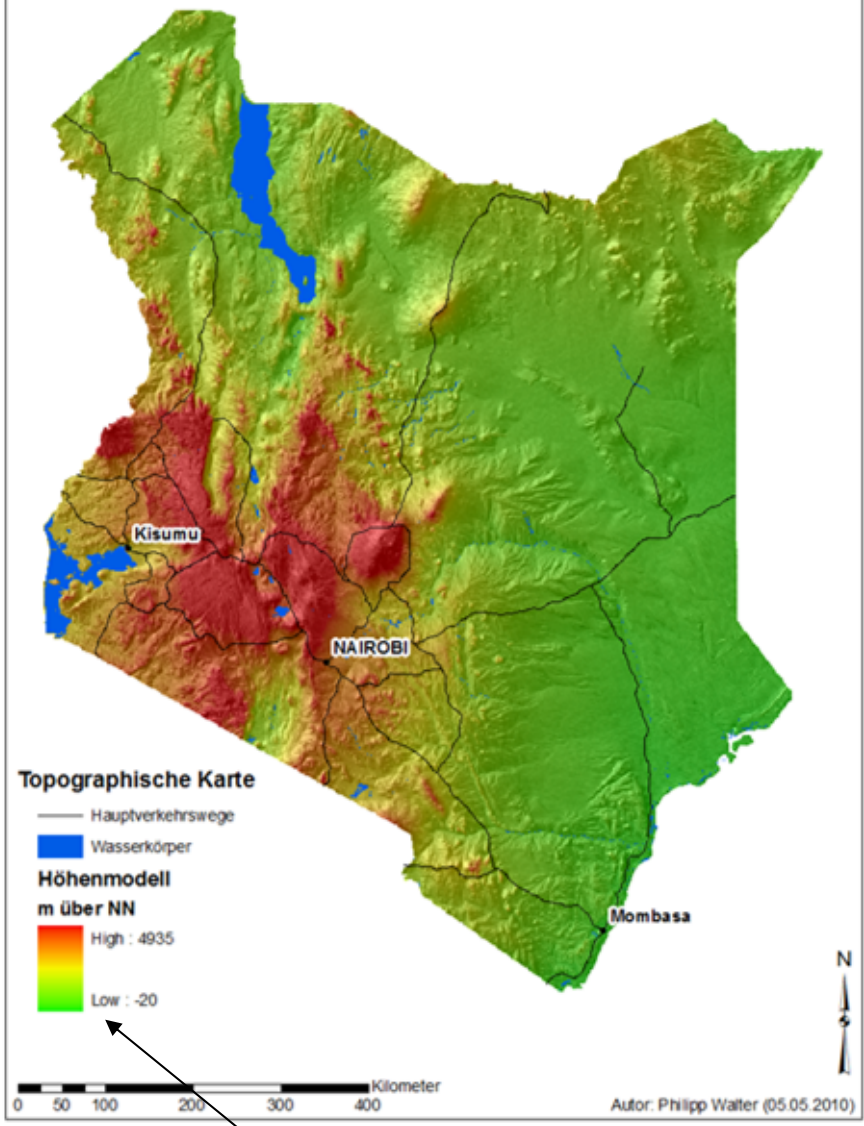 Kisumu
NAIROBI
Topographische Karte
Hauptverkehrswege
Wasserkörper
Höhenmodell
m über NN
High : 4935
Low : -20
Mombasa
N
Kilometer
0 50 100 200 300 400
Autor: Philipp Walter (05.05.2010)